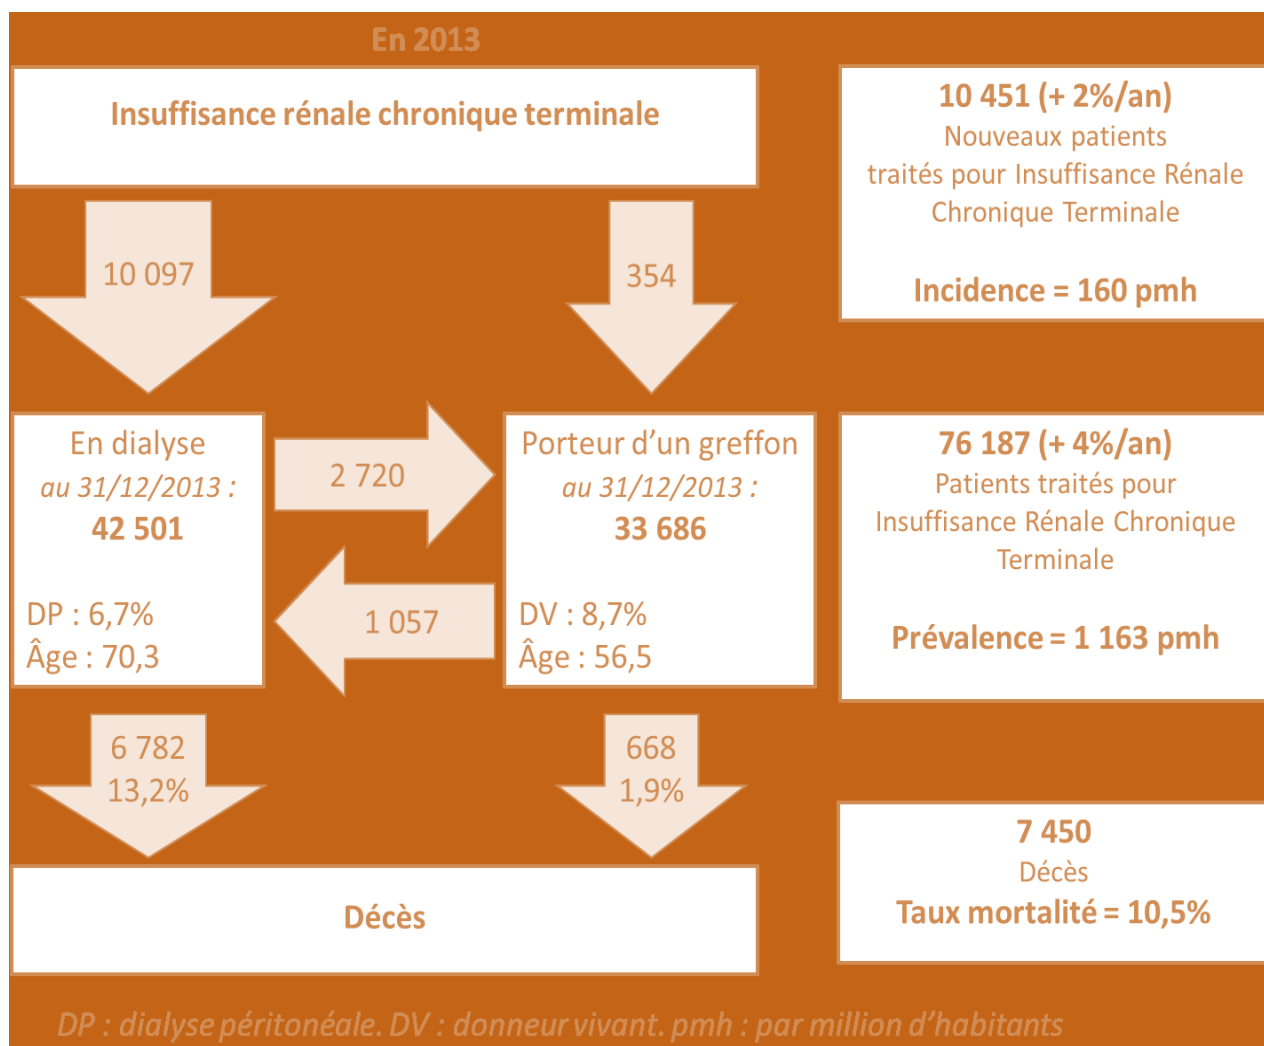 En 2013
Insuffisance rénale chronique terminale
10 451 (+ 2%/an)
Nouveaux patients
traités pour Insuffisance Rénale
Chronique Terminale
Incidence = 160 pmh
10 097
354
En dialyse
au 31/12/2013 :
42 501
DP : 6,7%
Âge : 70,3
2 720
1 057
Porteur d’un greffon
au 31/12/2013 :
33 686
DV : 8,7%
Âge : 56,5
76 187 (+ 4%/an)
Patients traités pour
Insuffisance Rénale Chronique
Terminale
Prévalence = 1 163 pmh
6 782
13,2%
668
1,9%
7 450
Décès
Taux mortalité = 10,5%
Décès
DP : dialyse péritonéale. DV : donneur vivant. pmh : par million d’habitants